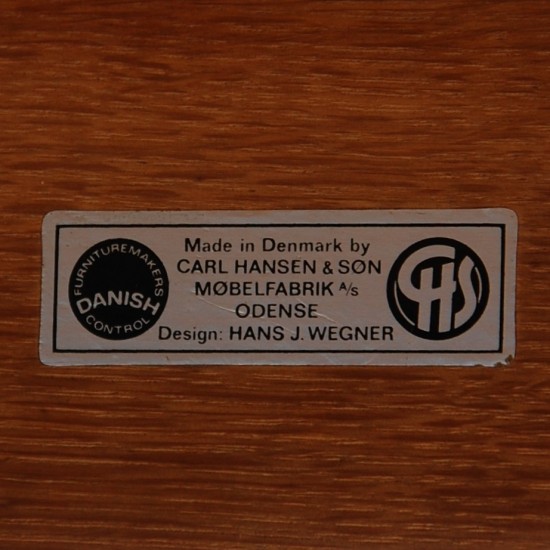 FURNITUREMAKERS
DANISH
CONTROL
Made in Denmark by
CARL HANSEN & SØN
MØBELFABRIK A/s
ODENSE
Design: HANS J. WEGNER
CHS